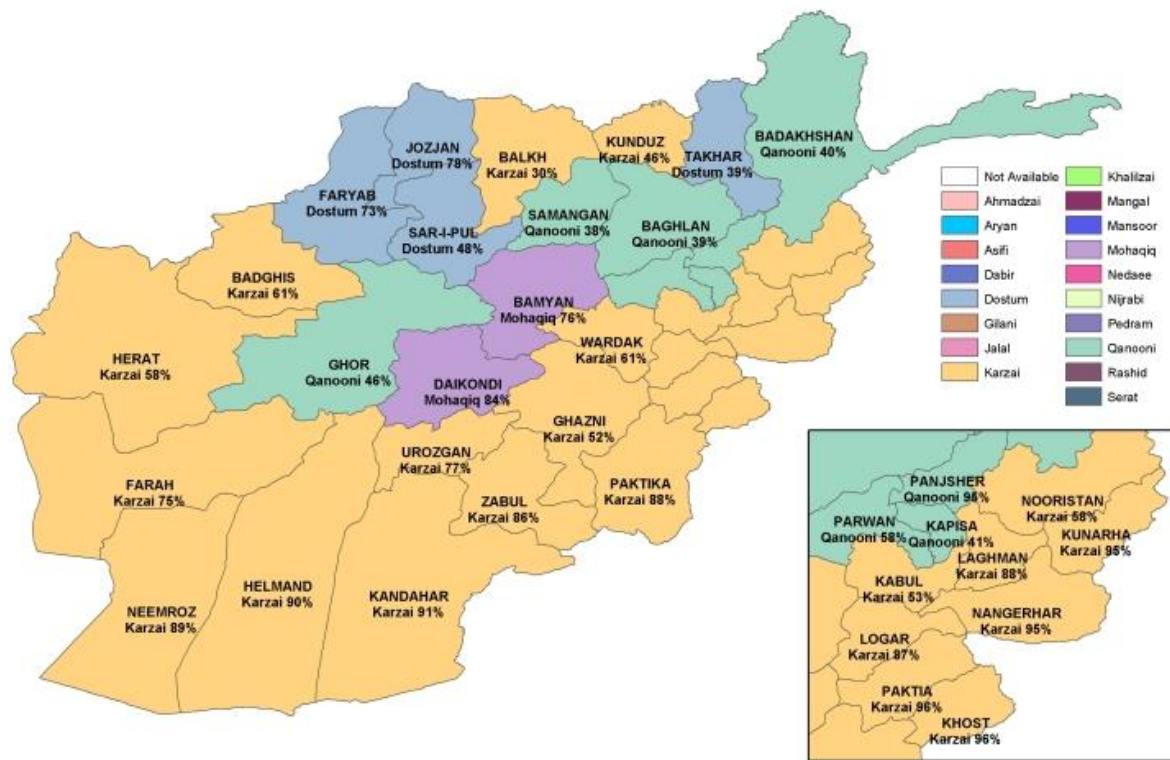 JOZJAN
Dostum 78%
BALKH
Karzai 30%
KUNDUZ
Karzai 46%
TAKHAR
Dostum 39%
BADAKHSHAN
Qanooni 40%
FARYAB
Dostum 73%
SAR-I-PUL
Dostum 48%
SAMANGAN
Qanooni 38%
BAGHLAN
Qanooni 39%
BADGHIS
Karzai 61%
BAMYAN
Mohaqiq 76%
WARDAK
Karzai 61%
HERAT
Karzai 58%
GHOR
Qanooni 46%
DAIKONDI
Mohaqiq 84%
GHAZNI
Karzai 52%
UROZGAN
Karzai 77%
FARAH
Karzai 75%
ZABUL
Karzai 86%
PAKTIKA
Karzai 88%
NEEMROZ
Karzai 89%
HELMAND
Karzai 90%
KANDAHAR
Karzai 91%
Not Available
Ahmadzai
Aryan
Asifi
Dabir
Dostum
Gilani
Jalal
Karzai
Khalilzai
Mangal
Mansoor
Mohaqiq
Nedaee
Nijrabi
Pedram
Qanooni
Rashid
Serat
PANJSHER
Qanooni 95%
NOORISTAN
Karzai 58%
PARWAN
Qanooni 58%
KAPISA
Qanooni 41%
KUNARHA
Karzai 95%
LAGHMAN
Karzai 88%
KABUL
Karzai 53%
NANGERHAR
Karzai 95%
LOGAR
Karzai 87%
PAKTIA
Karzai 96%
KHOST
Karzai 96%